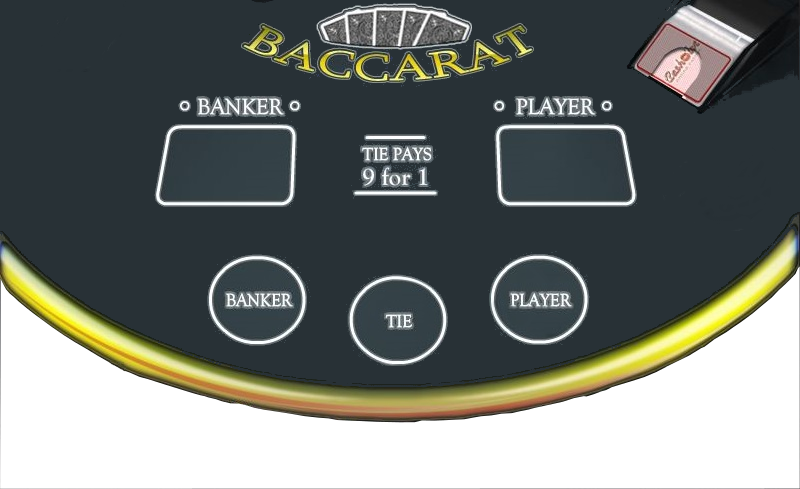 BACCARAT
BANKER
PLAYER
TIE PAYS
9 for 1
BANKER
TIE
PLAYER